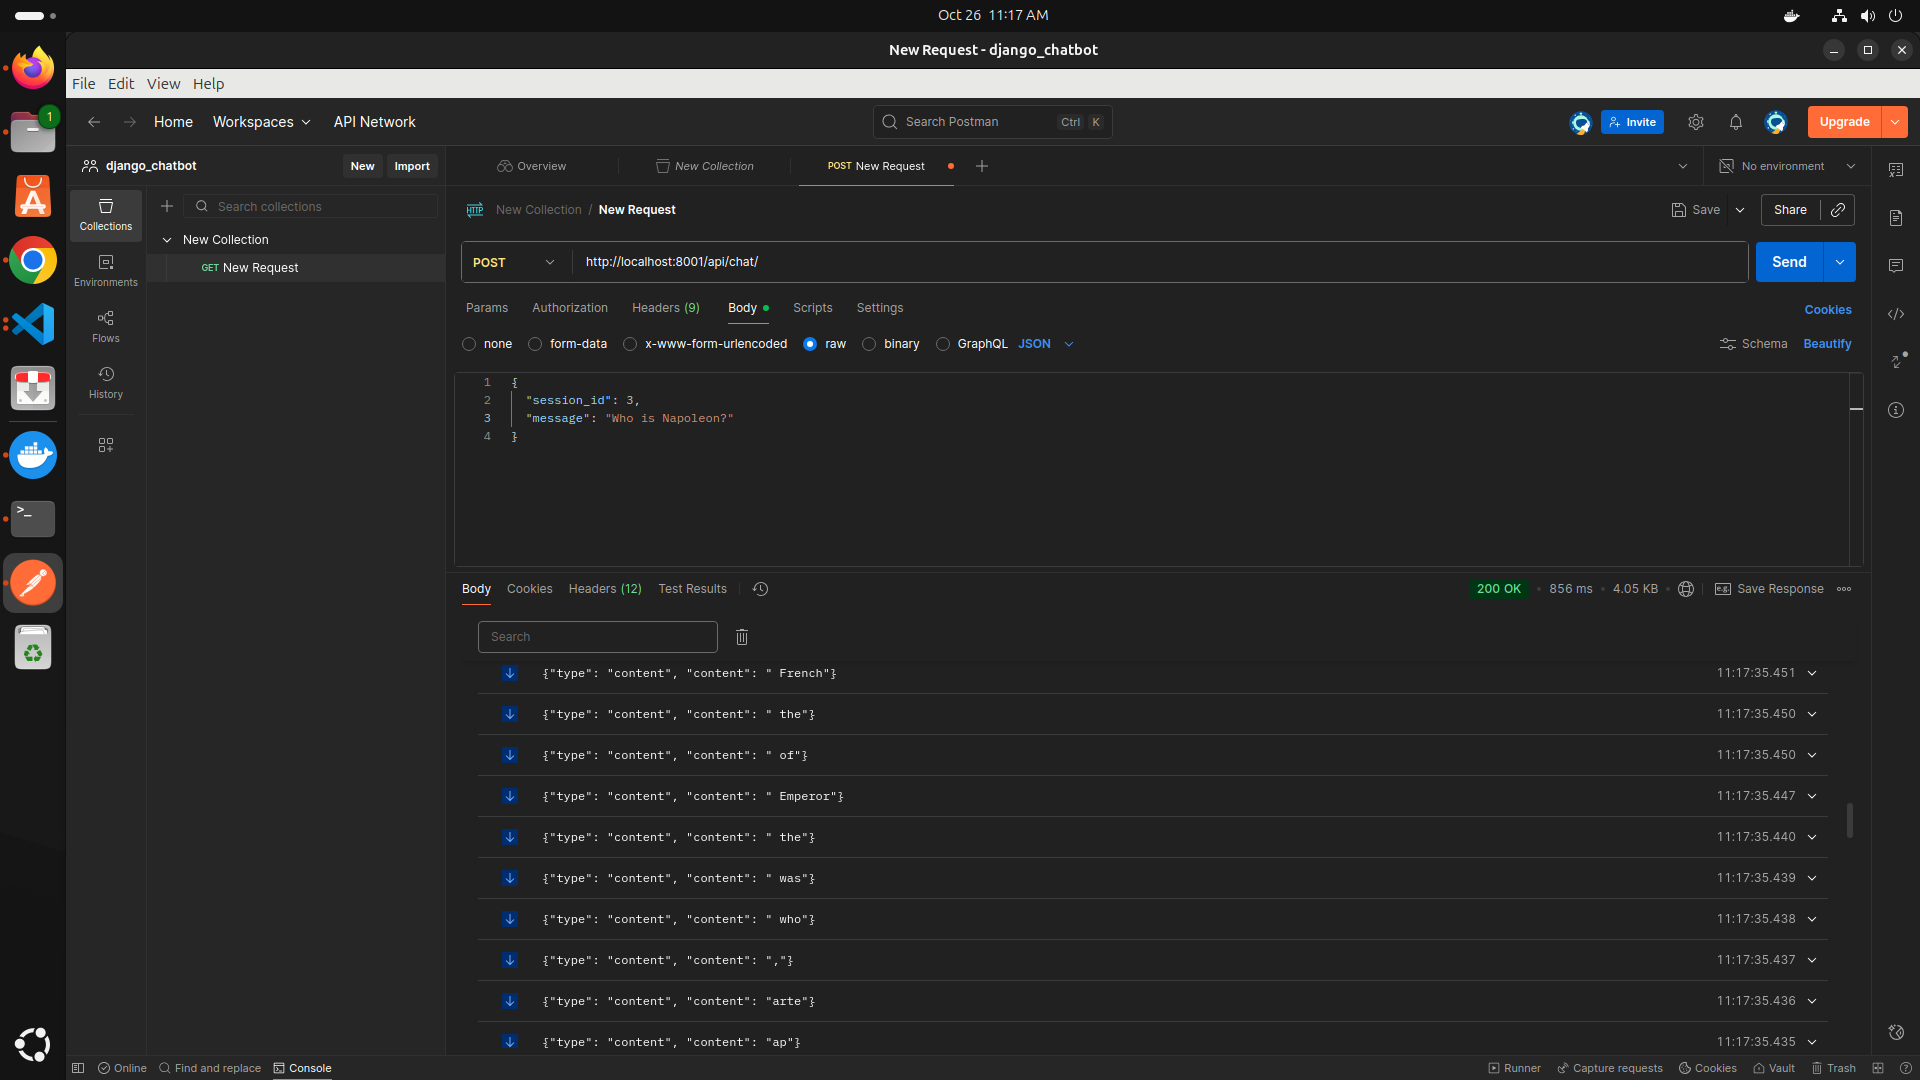 Oct 26 11:17 AM
New Request - django_chatbot
File Edit View Help
1
Home Workspaces API Network
Search Postman Ctrl K
Invite
Upgrade
django_chatbot New Import
Overview New Collection POST New Request No environment
Collections
Search collections
New Collection / New Request
Save Share
New Collection
GET New Request
Environments
HTTP
POST http://localhost:8001/api/chat/ Send
Flows
Params Authorization Headers (9) Body Scripts Settings Cookies
none form-data x-www-form-urlencoded raw binary GraphQL JSON Schema Beautify
History
1 {
2 "session_id": 3,
3 "message": "Who is Napoleon?"
4 }
Body Cookies Headers (12) Test Results 200 OK • 856 ms • 4.05 KB • e.g. Save Response
Search
{"type": "content", "content": " French"} 11:17:35.451
{"type": "content", "content": " the"} 11:17:35.450
{"type": "content", "content": " of"} 11:17:35.450
{"type": "content", "content": " Emperor"} 11:17:35.447
{"type": "content", "content": " the"} 11:17:35.440
{"type": "content", "content": " was"} 11:17:35.439
{"type": "content", "content": " who"} 11:17:35.438
{"type": "content", "content": ","} 11:17:35.437
{"type": "content", "content": "arte"} 11:17:35.436
{"type": "content", "content": "ap"} 11:17:35.435
Online Find and replace Console Runner Capture requests Cookies Vault Trash